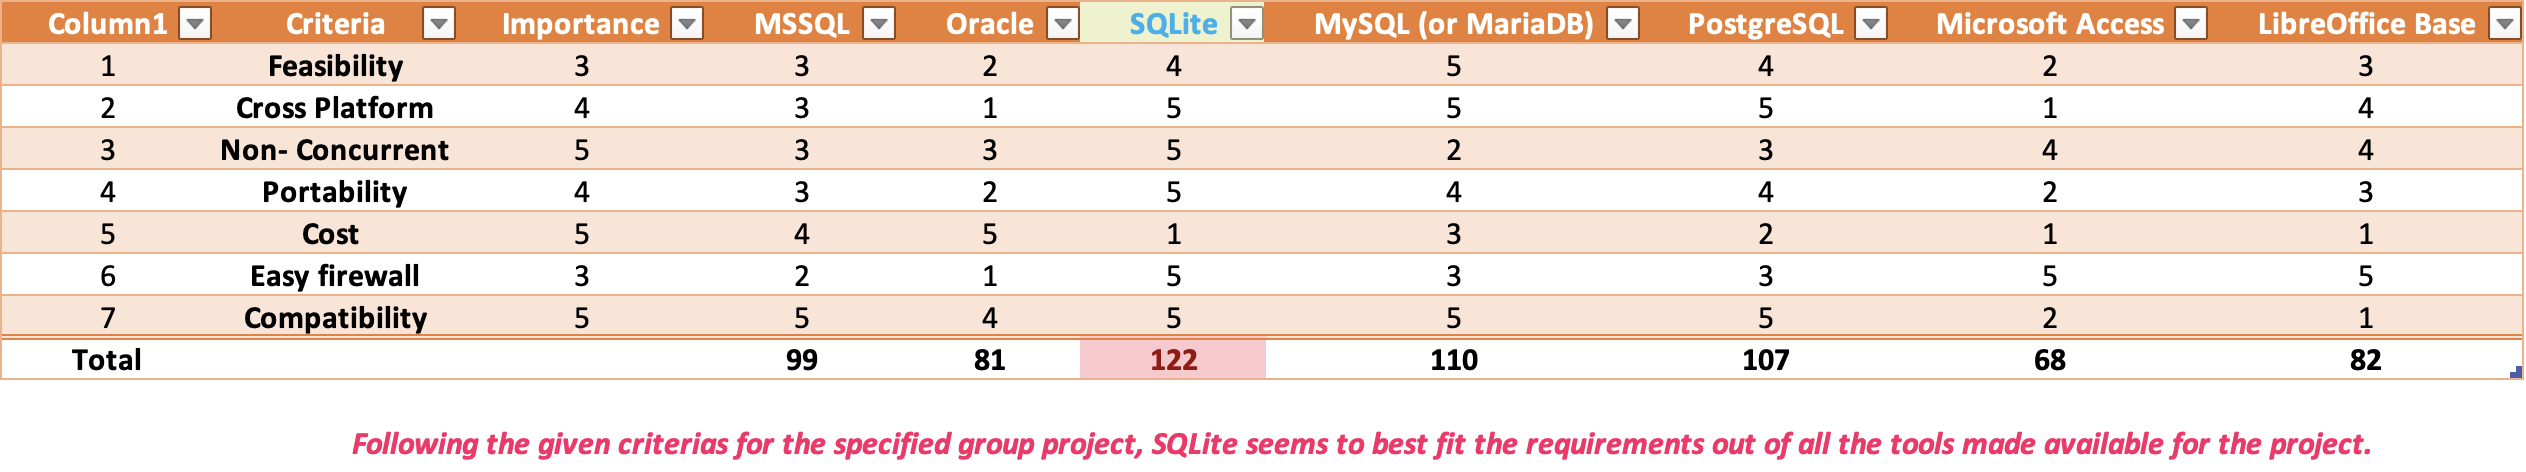 Column1 Criteria Importance MSSQL Oracle SQLite MySQL (or MariaDB) PostgreSQL Microsoft Access LibreOffice Base
1 Feasibility 3 3 2 4 5 4 2 3
2 Cross Platform 4 3 1 5 5 5 1 4
3 Non- Concurrent 5 3 3 5 2 3 4 4
4 Portability 4 3 2 5 4 4 2 3
5 Cost 5 4 5 1 3 2 1 1
6 Easy firewall 3 2 1 5 3 3 5 5
7 Compatibility 5 5 4 5 5 5 2 1
Total 99 81 122 110 107 68 82
Following the given criterias for the specified group project, SQLite seems to best fit the requirements out of all the tools made available for the project.